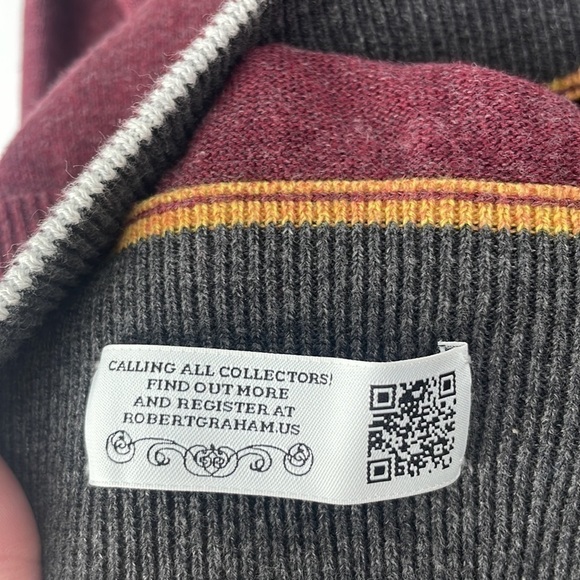 CALLING ALL COLLECTORS!
FIND OUT MORE
AND REGISTER AT
ROBERTGRAHAM.US